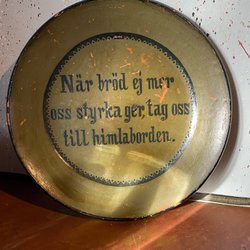 När bröd ej mer
oss styrka ger, tag oss
till himlaborden.